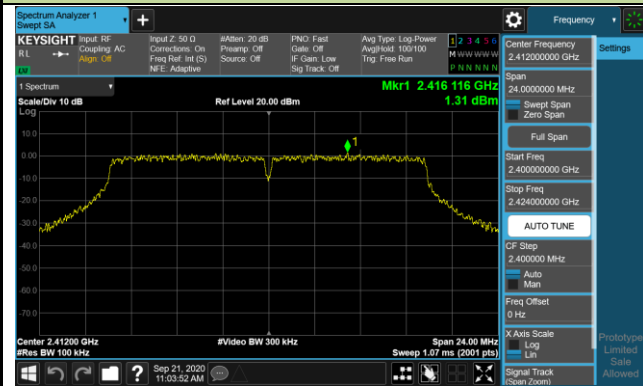 Spectrum Analyzer 1
Swept SA
Frequency
KEYSIGHT
RL
LXI
Input: RF
Coupling: AC
Align: Off
Input Z: 50 Ω
Corrections: On
Freq Ref: Int (S)
NFE: Adaptive
#Atten: 20 dB
Preamp: Off
Source: Off
PNO: Fast
Gate: Off
IF Gain: Low
Sig Track: Off
Avg Type: Log-Power
Avg|Hold: 100/100
Trig: Free Run
1 2 3 4 5 6
M W W W W W
P N N N N N
1 Spectrum
Scale/Div 10 dB
Log
Ref Level 20.00 dBm
Mkr1 2.416 116 GHz
1.31 dBm
10.0
0.00
-10.0
-20.0
-30.0
-40.0
-50.0
-60.0
-70.0
1
Center 2.41200 GHz
#Res BW 100 kHz
#Video BW 300 kHz
Span 24.00 MHz
Sweep 1.07 ms (2001 pts)
Center Frequency
2.412000000 GHz
Span
24.0000000 MHz
Swept Span
Zero Span
Full Span
Start Freq
2.400000000 GHz
Stop Freq
2.424000000 GHz
AUTO TUNE
CF Step
2.400000 MHz
Auto
Man
Freq Offset
0 Hz
X Axis Scale
Log
Lin
Signal Track
(Span Zoom)
Settings
Prototype
Limited
Sale
Allowed
Sep 21, 2020
11:03:52 AM